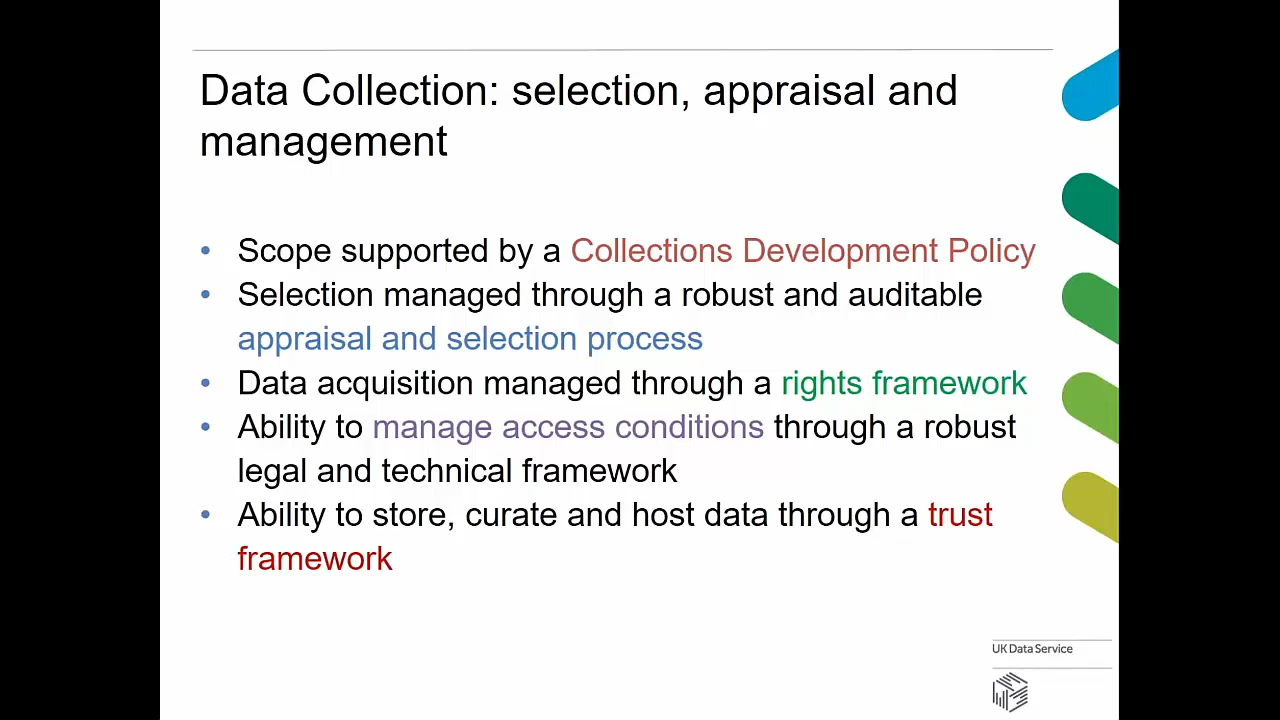 Data Collection: selection, appraisal and
management
• Scope supported by a Collections Development Policy
• Selection managed through a robust and auditable
appraisal and selection process
• Data acquisition managed through a rights framework
• Ability to manage access conditions through a robust
legal and technical framework
• Ability to store, curate and host data through a trust
framework
UK Data Service